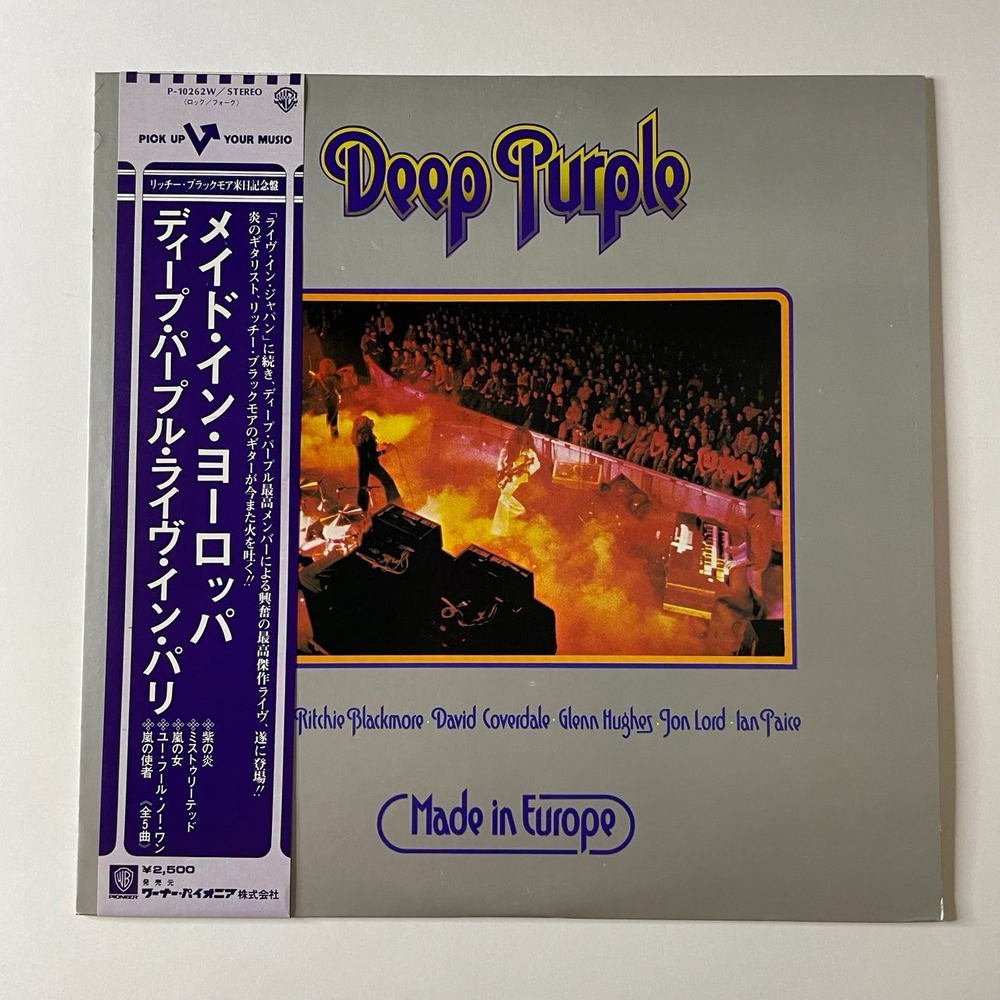 P-10262W/STEREO
(ロック/フォーク)
PICK UP YOUR MUSIC
リッチー・ブラックモア来日記念盤
「ライヴ・イン・ジャパン」に続き、ディープ・パープル最高メンバーによる興奮の最高傑作ライヴ、遂に登場!!
炎のギタリスト、リッチー・ブラックモアのギターが今また火を吐く!!
メイド・イン・ヨーロッパ
ディープ・パープル・ライヴ・イン・パリ
紫の炎
ミストゥリーテッド
嵐の女
ユー・フール・ノー・ワン
嵐の使者
《全5曲》
¥2,500
発売元
ワーナー・パイオニア株式会社
PIONEER
Deep Purple
Ritchie Blackmore · David Coverdale · Glenn Hughes · Jon Lord · Ian Paice
Made in Europe